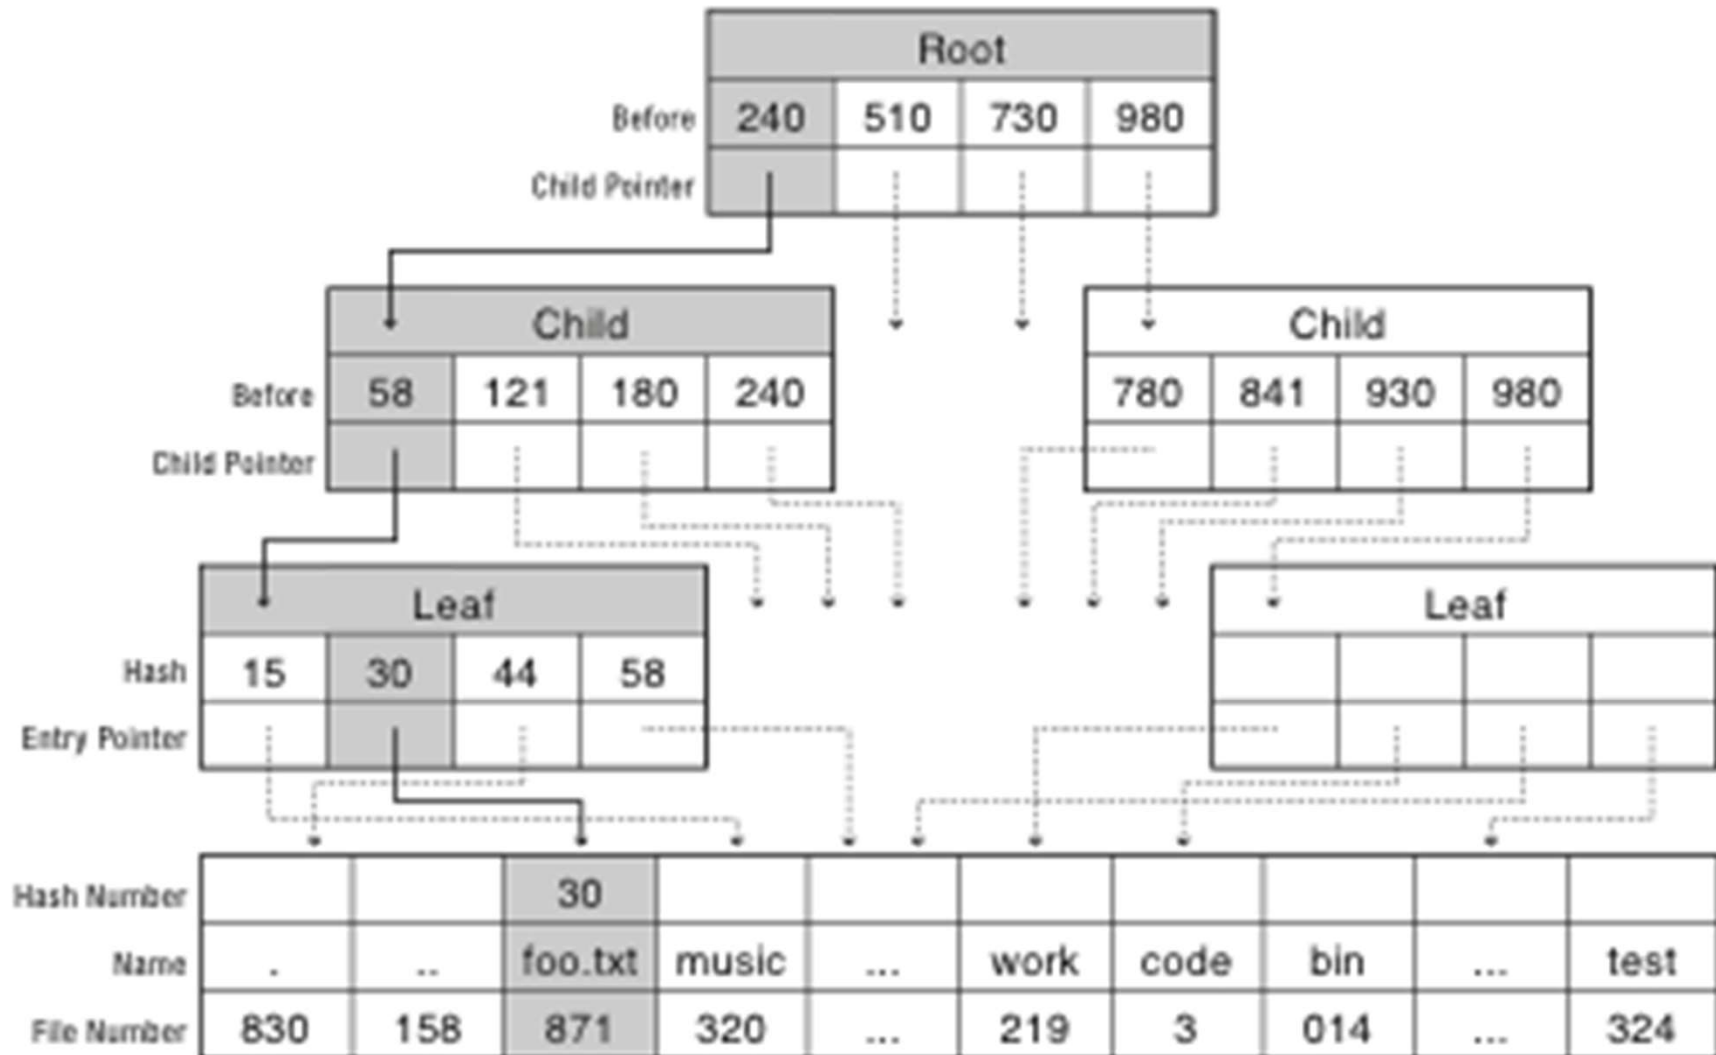 Root
Before 240 510 730 980
Child Pointer
Child Child
Before 58 121 180 240 780 841 930 980
Child Pointer
Leaf Leaf
Hash 15 30 44 58
Entry Pointer
Hash Number 30
Name . .. foo.txt music ... work code bin ... test
File Number 830 158 871 320 ... 219 3 014 ... 324